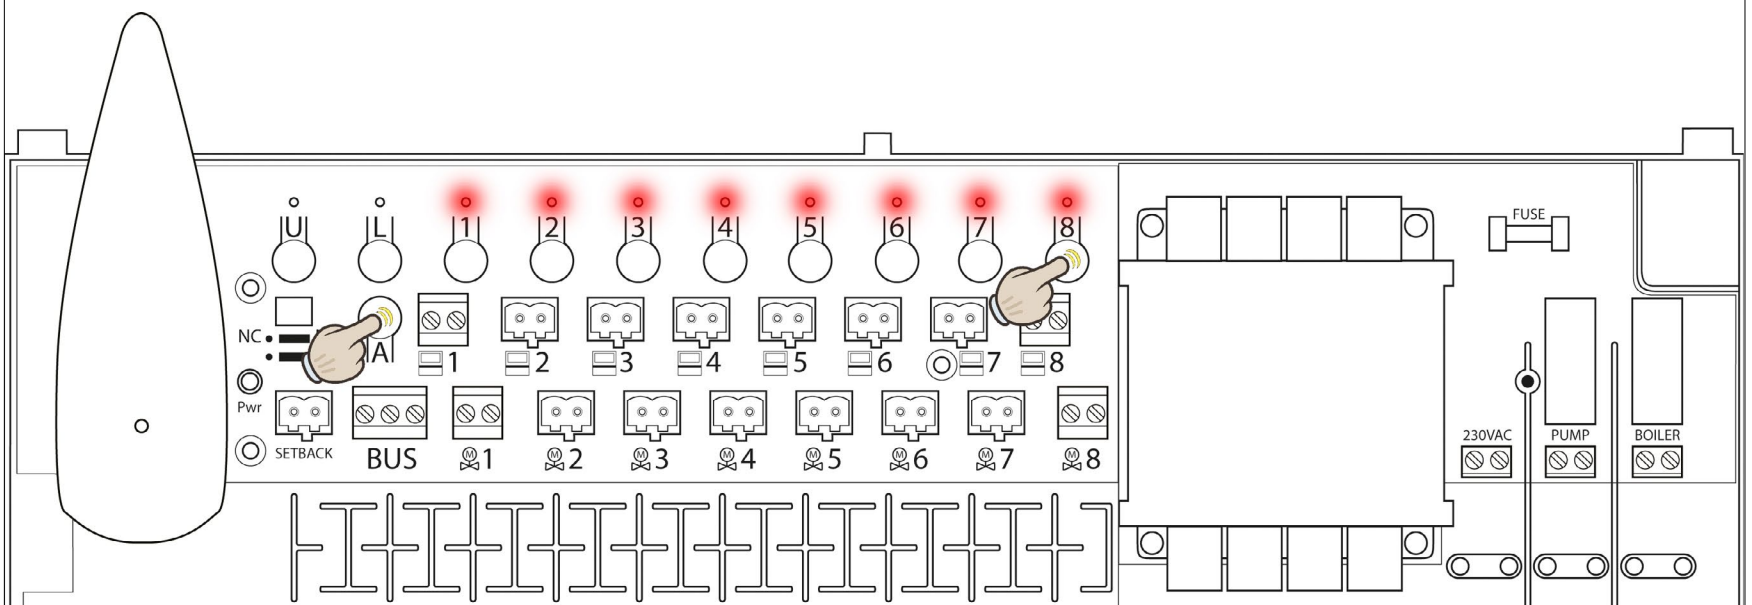 U L 1 2 3 4 5 6 7 8
FUSE
NC
A 1 2 3 4 5 6 7 8
Pwr
230VAC PUMP BOILER
SETBACK BUS M 1 M 2 M 3 M 4 M 5 M 6 M 7 M 8